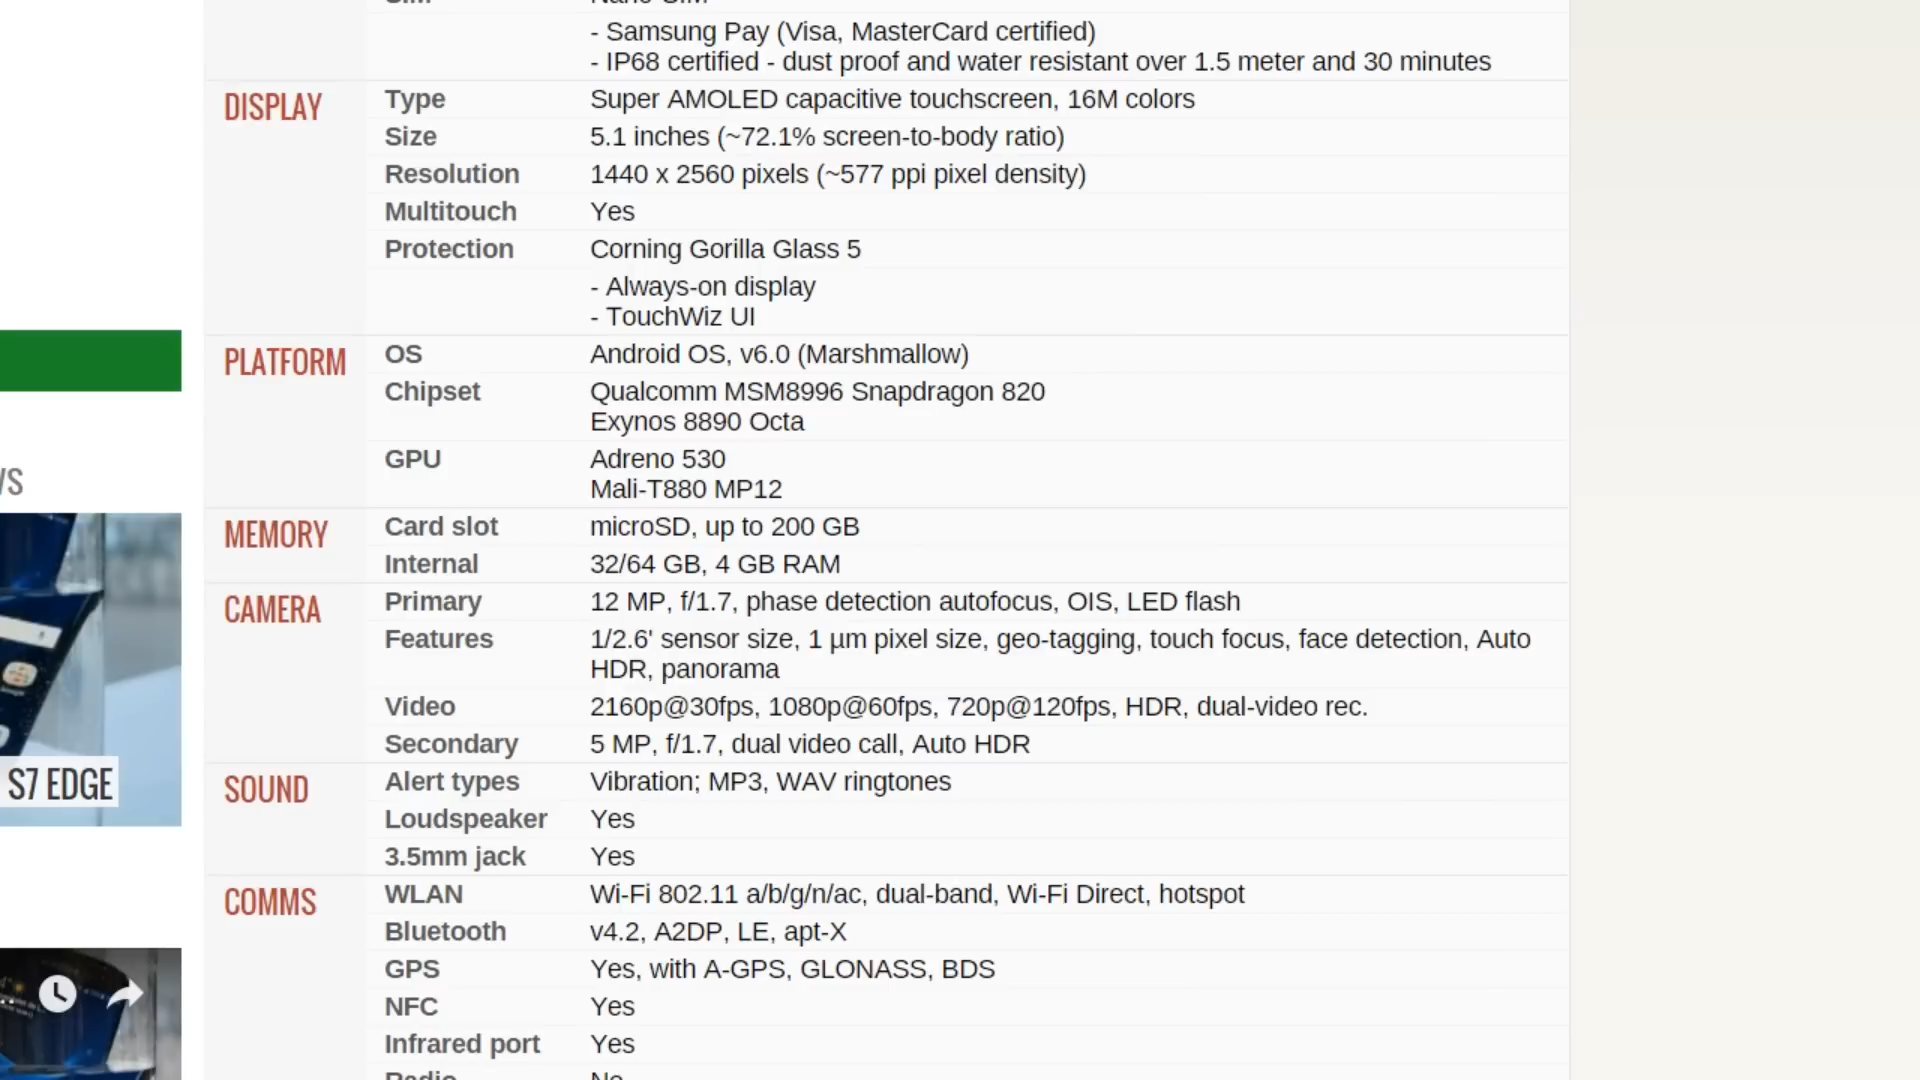 - Samsung Pay (Visa, MasterCard certified)
- IP68 certified - dust proof and water resistant over 1.5 meter and 30 minutes
DISPLAY
Type Super AMOLED capacitive touchscreen, 16M colors
Size 5.1 inches (~72.1% screen-to-body ratio)
Resolution 1440 x 2560 pixels (~577 ppi pixel density)
Multitouch Yes
Protection Corning Gorilla Glass 5
- Always-on display
- TouchWiz UI
PLATFORM
OS Android OS, v6.0 (Marshmallow)
Chipset Qualcomm MSM8996 Snapdragon 820
Exynos 8890 Octa
GPU Adreno 530
Mali-T880 MP12
MEMORY
Card slot microSD, up to 200 GB
Internal 32/64 GB, 4 GB RAM
CAMERA
Primary 12 MP, f/1.7, phase detection autofocus, OIS, LED flash
Features 1/2.6' sensor size, 1 µm pixel size, geo-tagging, touch focus, face detection, Auto
HDR, panorama
Video 2160p@30fps, 1080p@60fps, 720p@120fps, HDR, dual-video rec.
Secondary 5 MP, f/1.7, dual video call, Auto HDR
S7 EDGE
SOUND
Alert types Vibration; MP3, WAV ringtones
Loudspeaker Yes
3.5mm jack Yes
COMMS
WLAN Wi-Fi 802.11 a/b/g/n/ac, dual-band, Wi-Fi Direct, hotspot
Bluetooth v4.2, A2DP, LE, apt-X
GPS Yes, with A-GPS, GLONASS, BDS
NFC Yes
Infrared port Yes